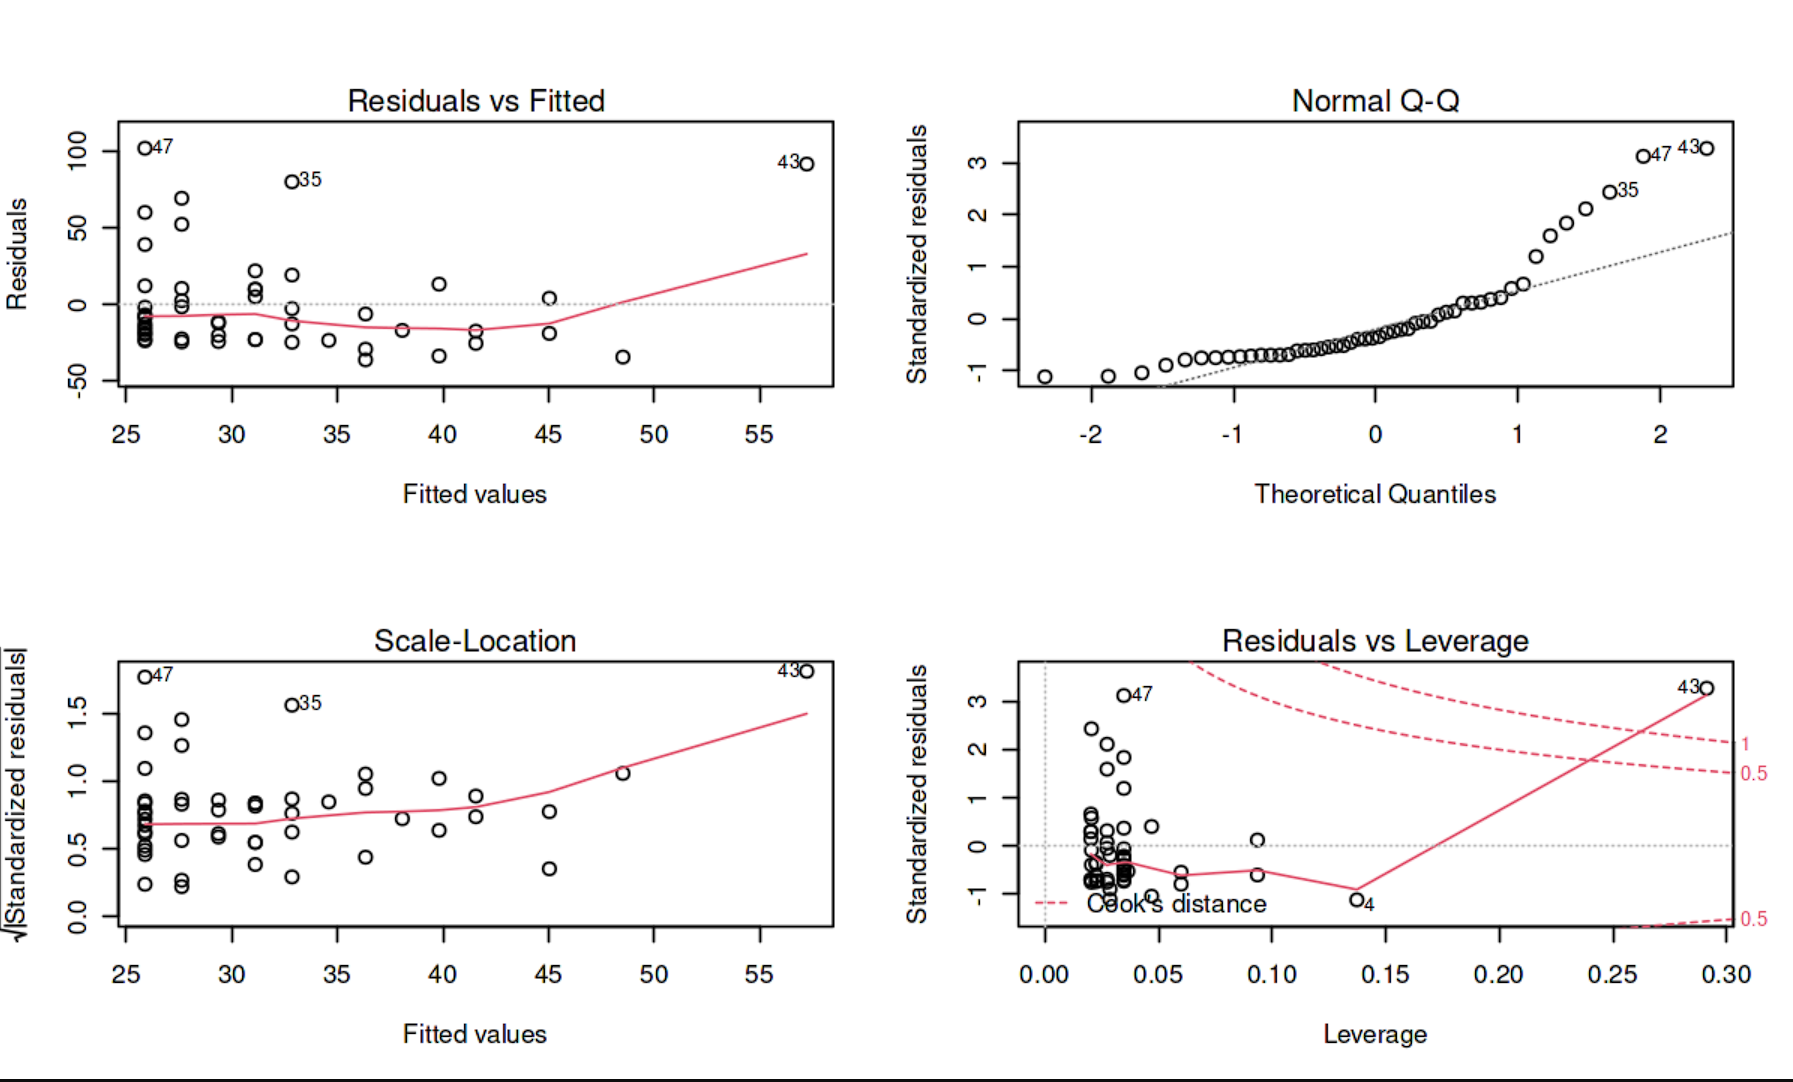 Residuals vs Fitted
Residuals
-50 0 50 100
47
35
43
25 30 35 40 45 50 55
Fitted values
Normal Q-Q
Standardized residuals
-1 0 1 2 3
47 43
35
-2 -1 0 1 2
Theoretical Quantiles
Scale-Location
√|Standardized residuals|
0.0 0.5 1.0 1.5
47
35
43
25 30 35 40 45 50 55
Fitted values
Residuals vs Leverage
Standardized residuals
-1 0 1 2 3
47
43
1
0.5
4
Cook's distance
0.5
0.00 0.05 0.10 0.15 0.20 0.25 0.30
Leverage